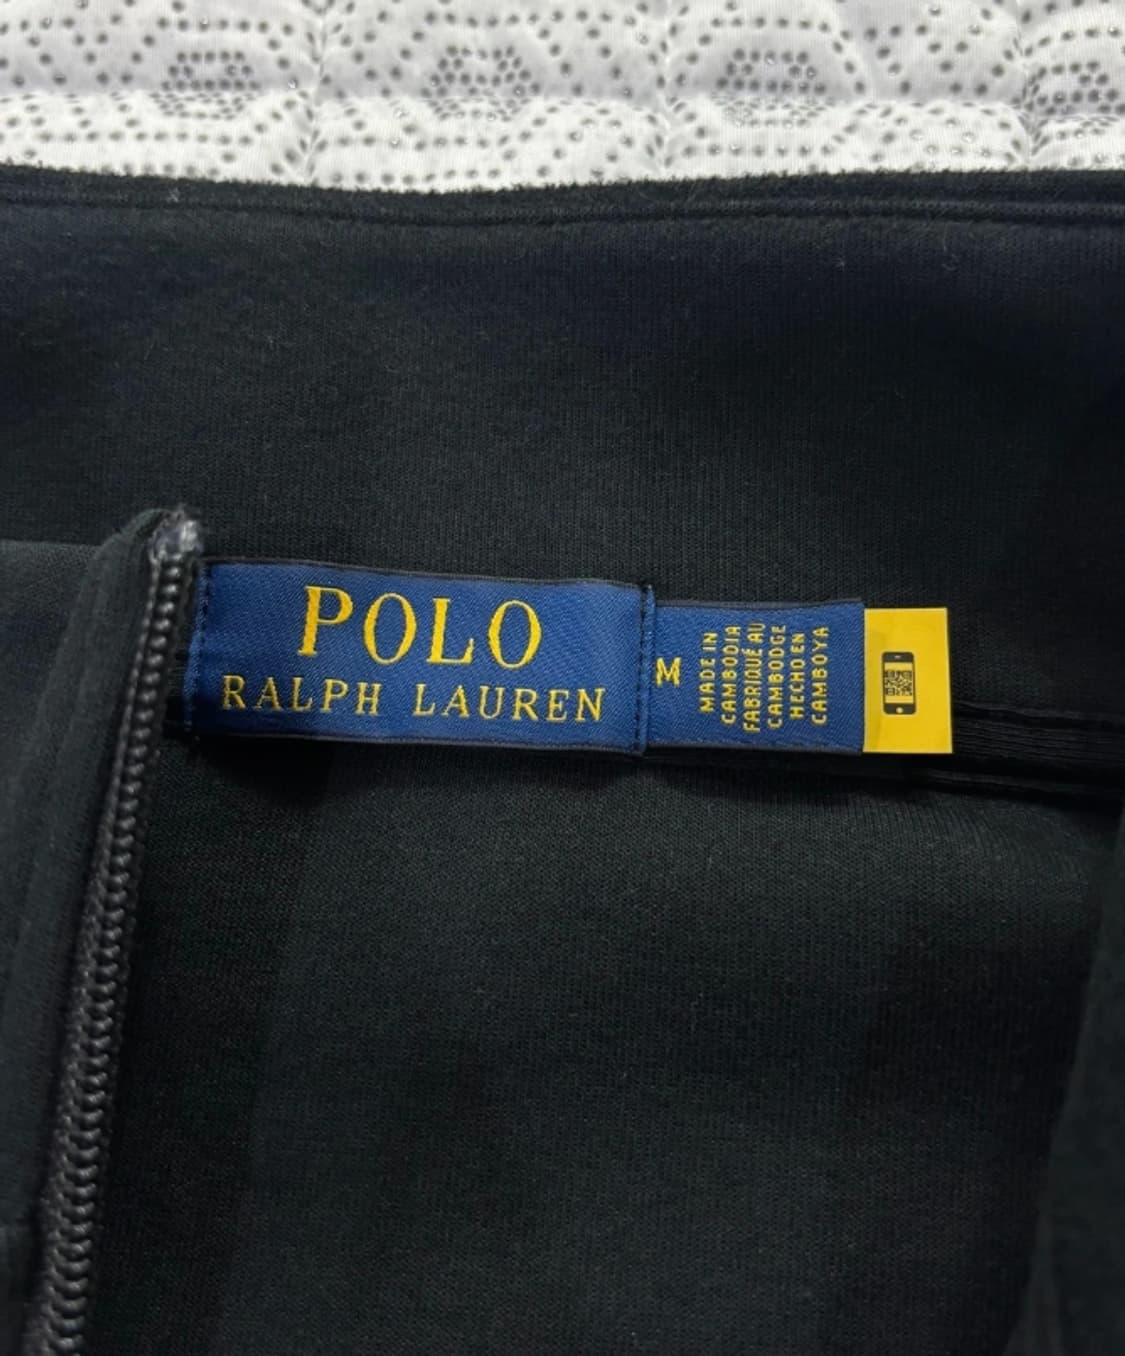 POLO
RALPH LAUREN
M
MADE IN
CAMBODIA
FABRIQUÉ AU
CAMBODGE
HECHO EN
CAMBOYA